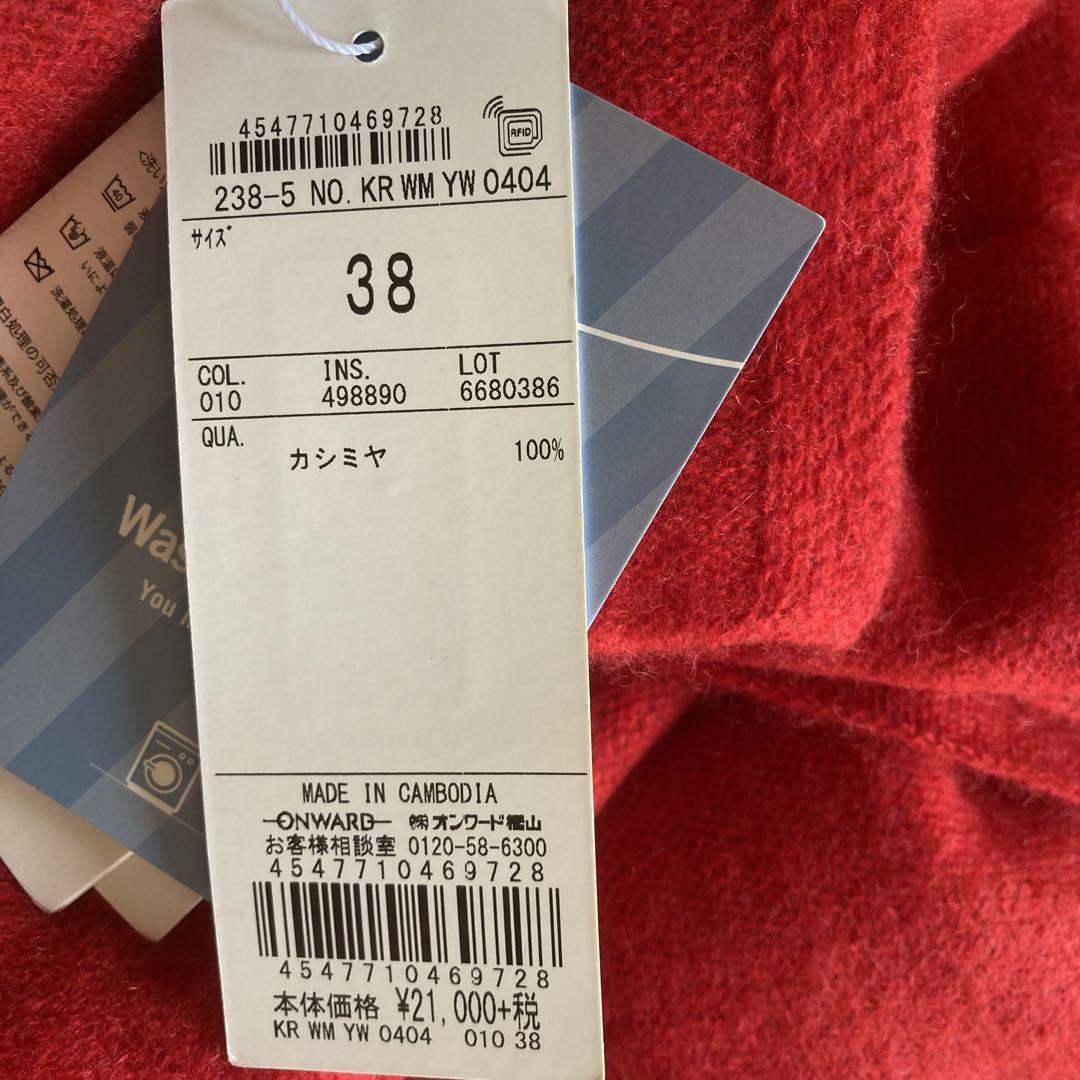 4547710469728
RFID
238-5 NO. KR WM YW 0404
サイズ
38
COL. INS. LOT
010 498890 6680386
QUA.
カシミヤ 100%
MADE IN CAMBODIA
ONWARD ㈱オンワード樫山
お客様相談室 0120-58-6300
4547710469728
4547710469728
本体価格 ¥21,000+税
KR WM YW 0404 010 38
40
You